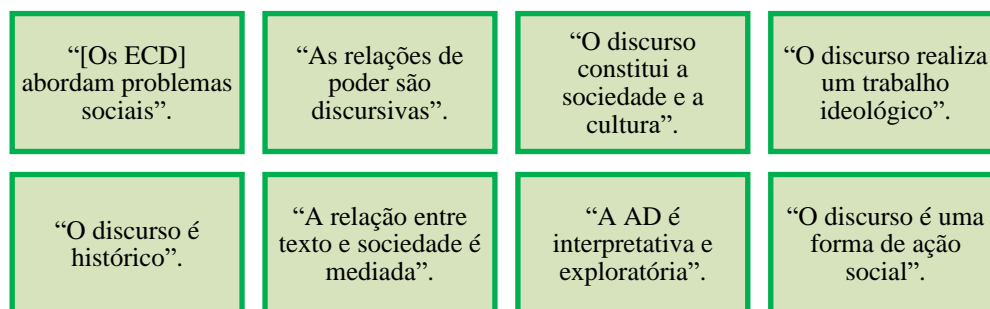 “[Os ECD]
abordam problemas
sociais”.
“As relações de
poder são
discursivas”.
“O discurso
constitui a
sociedade e a
cultura”.
“O discurso realiza
um trabalho
ideológico”.
“O discurso é
histórico”.
“A relação entre
texto e sociedade é
mediada”.
“A AD é
interpretativa e
exploratória”.
“O discurso é uma
forma de ação
social”.